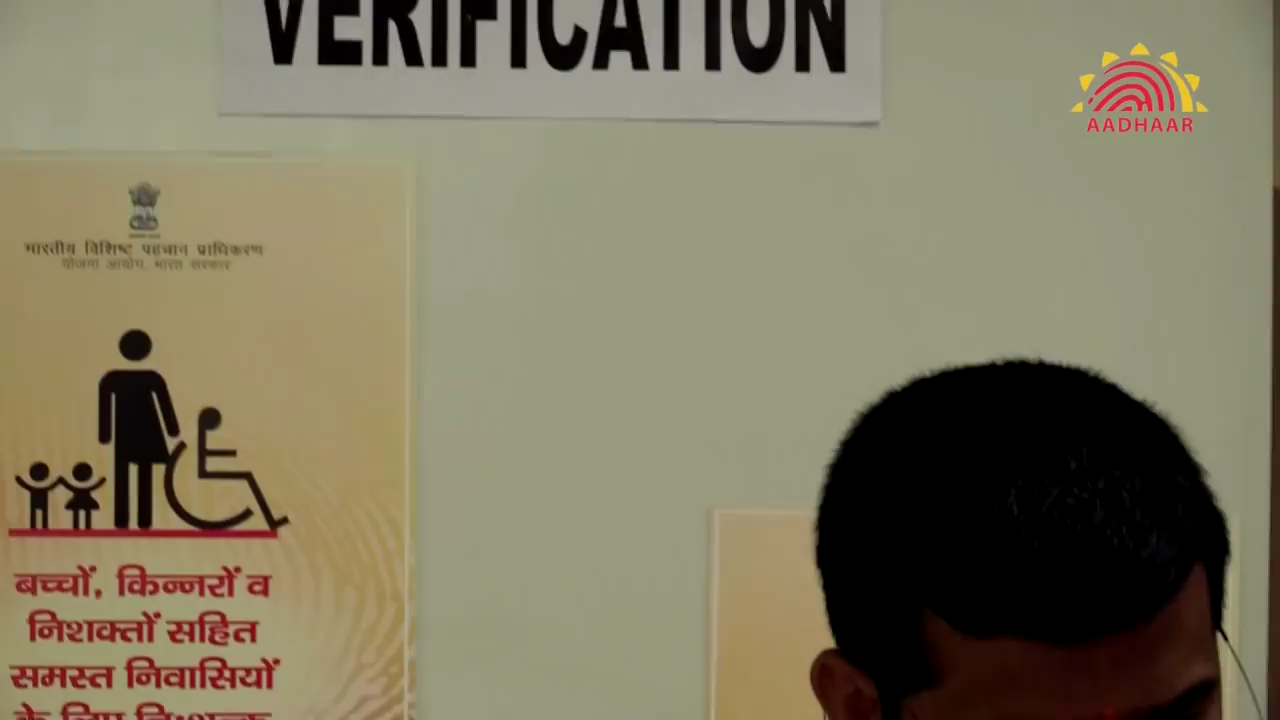 VERIFICATION
AADHAAR
भारतीय विशिष्ट पहचान प्राधिकरण
योजना आयोग, भारत सरकार
बच्चों, किन्नरों व
निशक्तों सहित
समस्त निवासियों
के लिए निःशुल्क